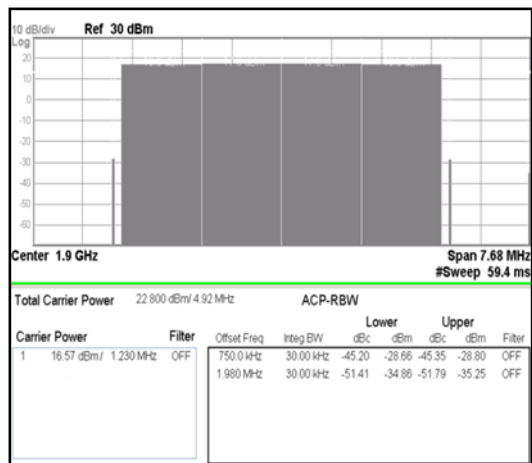 10 dB/div Ref 30 dBm
Log
20
10
0
-10
-20
-30
-40
-50
-60
Center 1.9 GHz Span 7.68 MHz
#Sweep 59.4 ms
Total Carrier Power 22.800 dBm/ 4.92 MHz ACP-RBW
Lower Upper
Carrier Power Filter Offset Freq Integ BW dBc dBm dBc dBm Filter
1 16.57 dBm / 1.230 MHz OFF 750.0 kHz 30.00 kHz -45.20 -28.66 -45.35 -28.80 OFF
1.980 MHz 30.00 kHz -51.41 -34.86 -51.79 -35.25 OFF